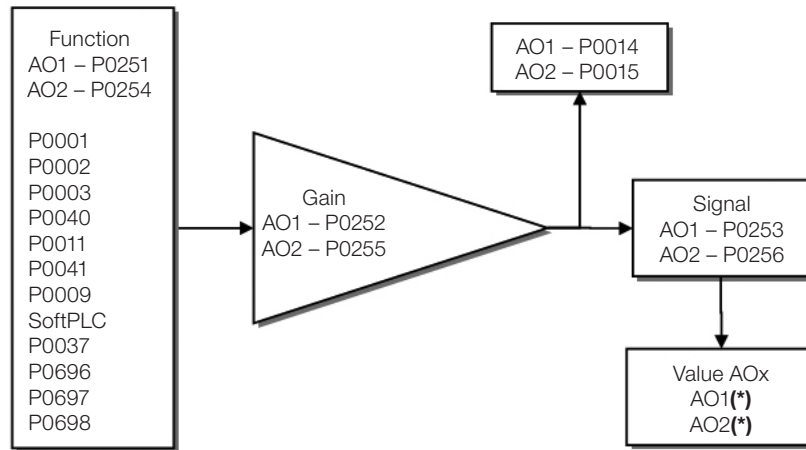 Function
AO1 – P0251
AO2 – P0254
P0001
P0002
P0003
P0040
P0011
P0041
P0009
SoftPLC
P0037
P0696
P0697
P0698
Gain
AO1 – P0252
AO2 – P0255
AO1 – P0014
AO2 – P0015
Signal
AO1 – P0253
AO2 – P0256
Value AOx
AO1(*)
AO2(*)